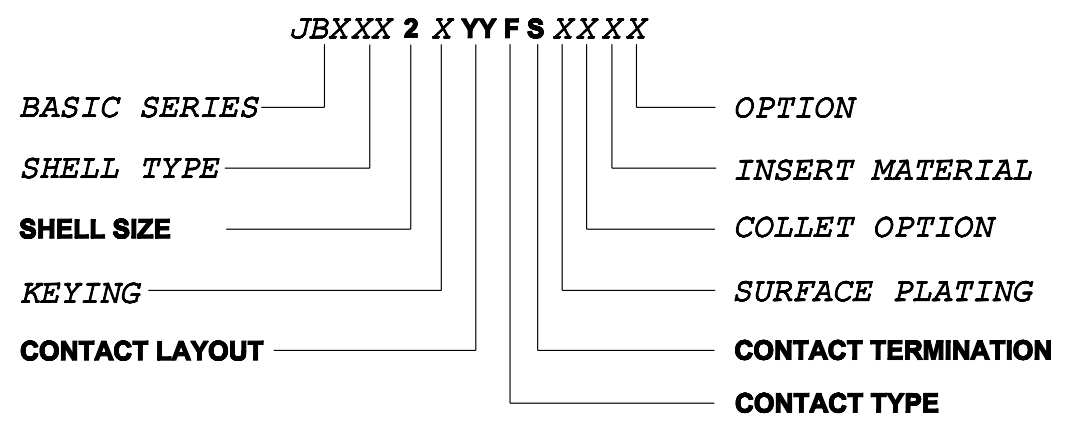 JBXXX 2 X YY F S XXXX
BASIC SERIES
OPTION
SHELL TYPE
INSERT MATERIAL
SHELL SIZE
COLLET OPTION
KEYING
SURFACE PLATING
CONTACT LAYOUT
CONTACT TERMINATION
CONTACT TYPE